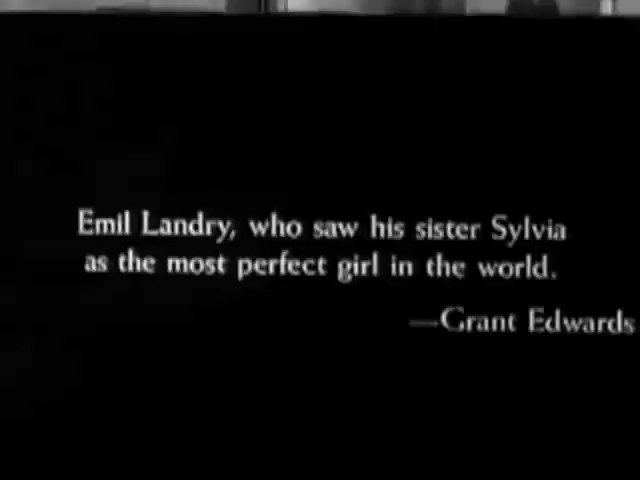 Emil Landry, who saw his sister Sylvia
as the most perfect girl in the world.
—Grant Edwards